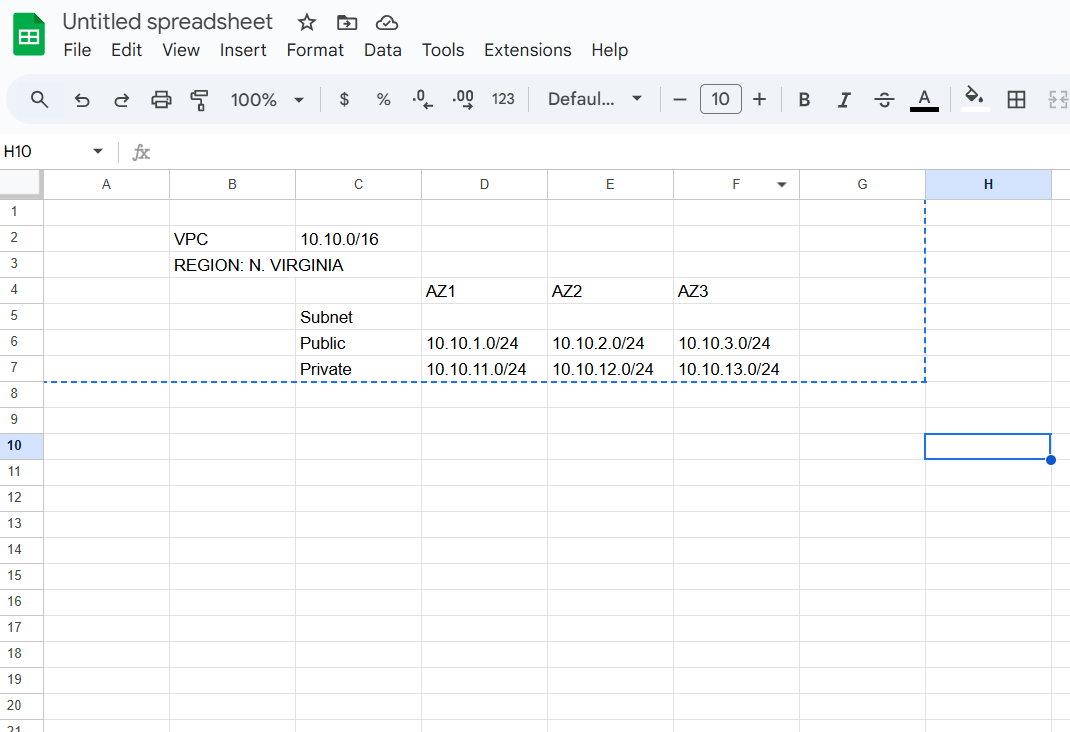 Untitled spreadsheet
File Edit View Insert Format Data Tools Extensions Help
100% $ % .0 .00 123 Defaul... — 10 + B I S A
H10 fx
A B C D E F G H
1
2 VPC 10.10.0/16
3 REGION: N. VIRGINIA
4 AZ1 AZ2 AZ3
5 Subnet
6 Public 10.10.1.0/24 10.10.2.0/24 10.10.3.0/24
7 Private 10.10.11.0/24 10.10.12.0/24 10.10.13.0/24
8
9
10
11
12
13
14
15
16
17
18
19
20
21